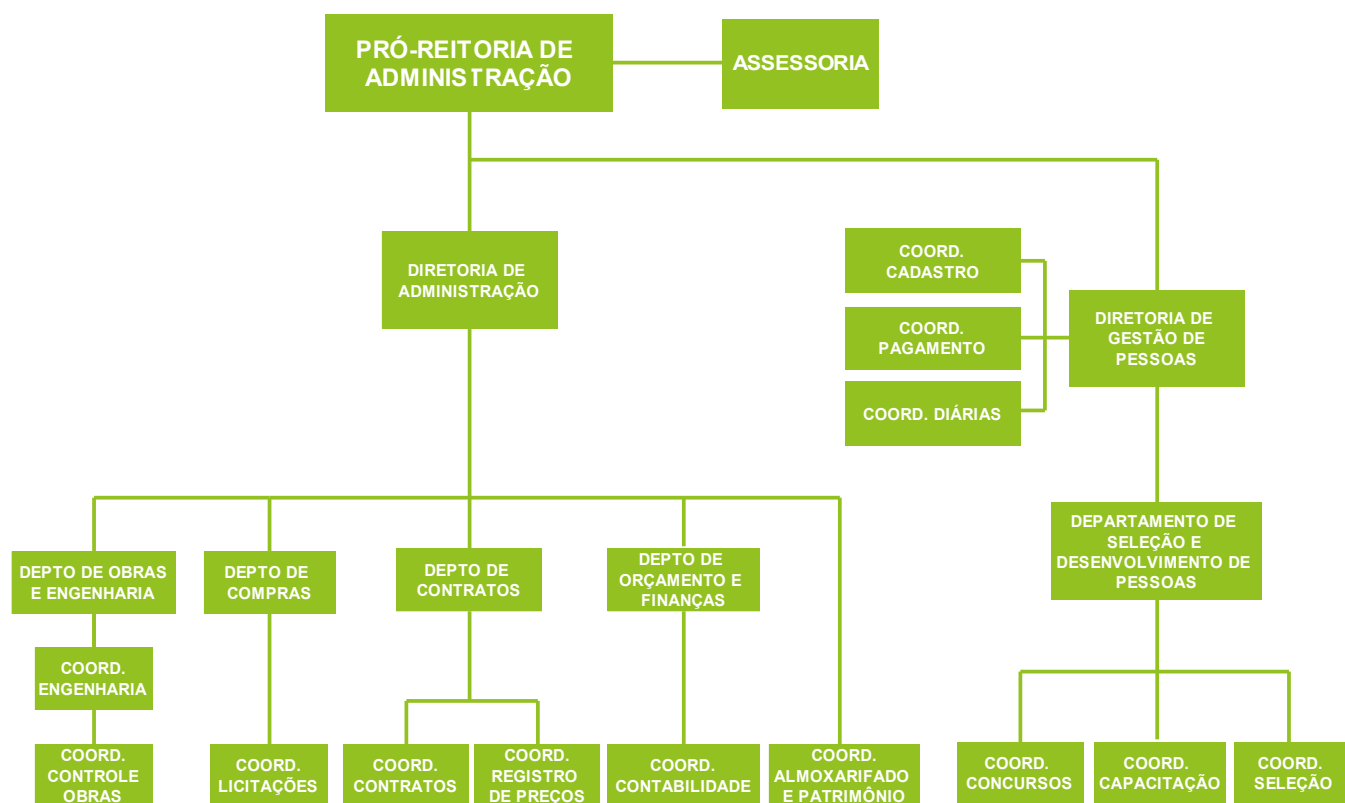 PRÓ-REITORIA DE
ADMINISTRAÇÃO
ASSESSORIA
DIRETORIA DE
ADMINISTRAÇÃO
COORD.
CADASTRO
COORD.
PAGAMENTO
COORD. DIÁRIAS
DIRETORIA DE
GESTÃO DE
PESSOAS
DEPTO DE OBRAS
E ENGENHARIA
DEPTO DE
COMPRAS
DEPTO DE
CONTRATOS
DEPTO DE
ORÇAMENTO E
FINANÇAS
DEPARTAMENTO DE
SELEÇÃO E
DESENVOLVIMENTO DE
PESSOAS
COORD.
ENGENHARIA
COORD.
CONTROLE
OBRAS
COORD.
LICITAÇÕES
COORD.
CONTRATOS
COORD.
REGISTRO
DE PREÇOS
COORD.
CONTABILIDADE
COORD.
ALMOXARIFADO
E PATRIMÔNIO
COORD.
CONCURSOS
COORD.
CAPACITAÇÃO
COORD.
SELEÇÃO